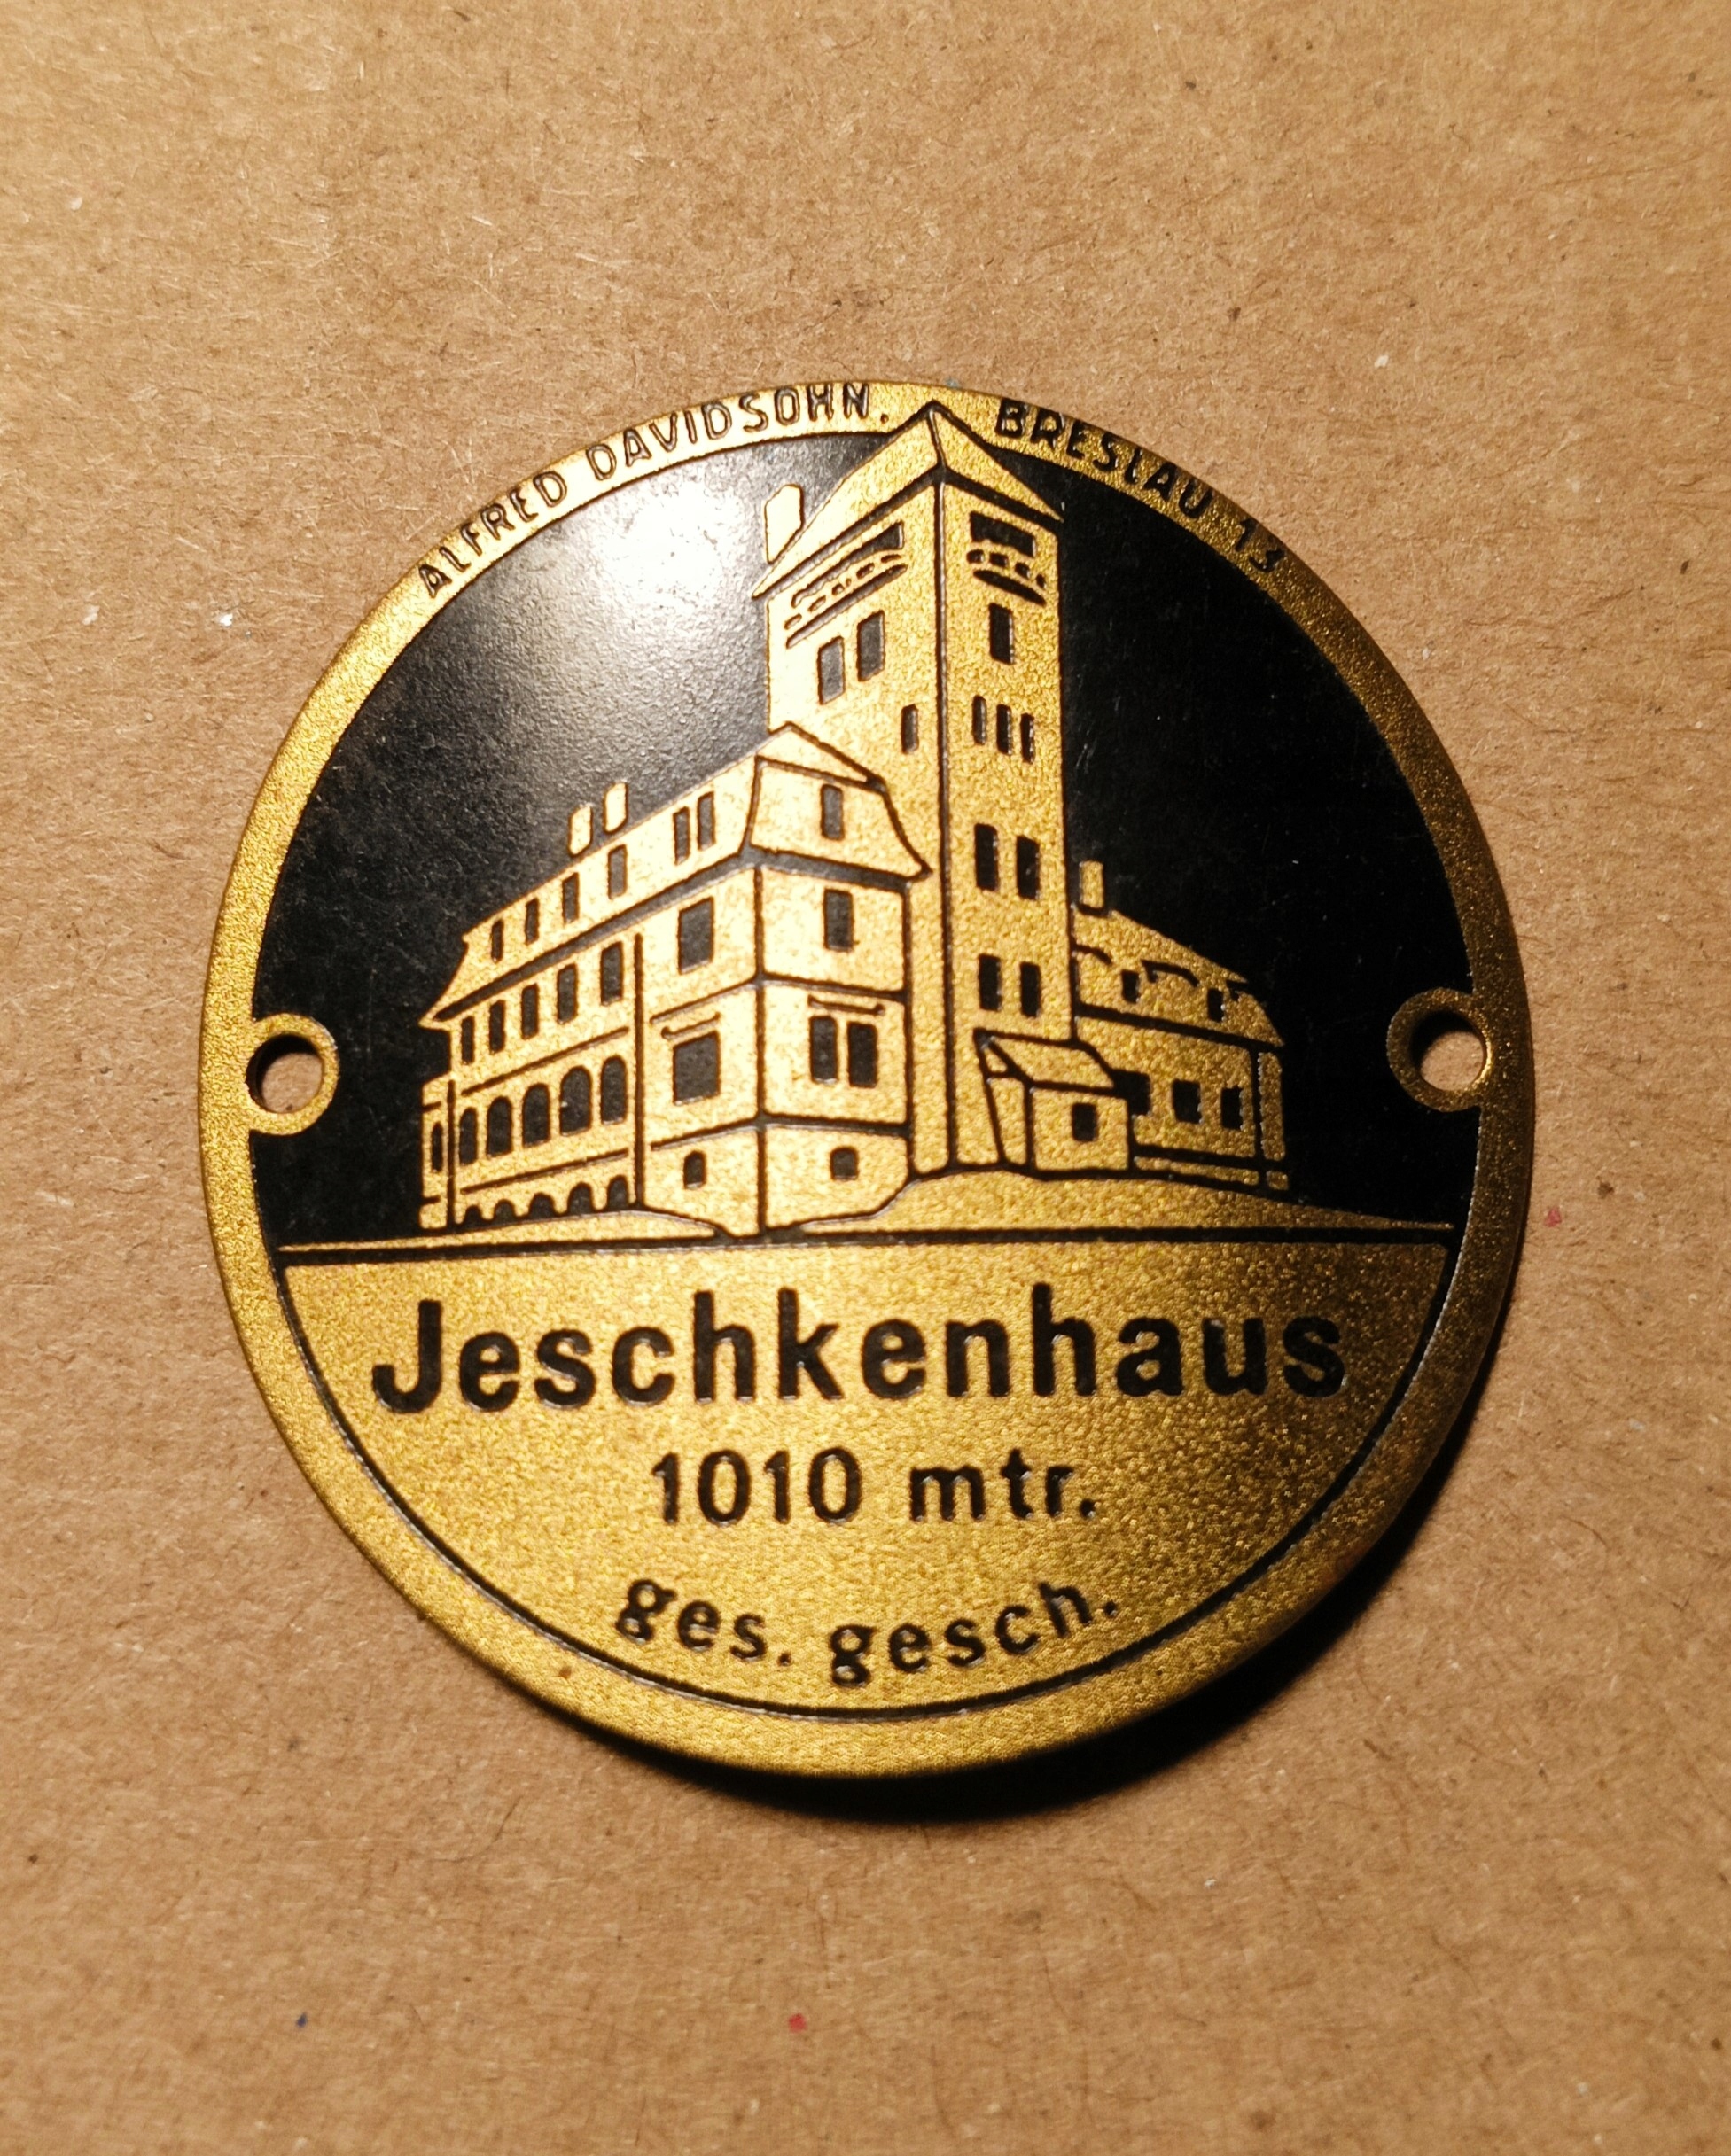 ALFRED DAVIDSOHN. BRESLAU 13
Jeschkenhaus
1010 mtr.
ges. gesch.